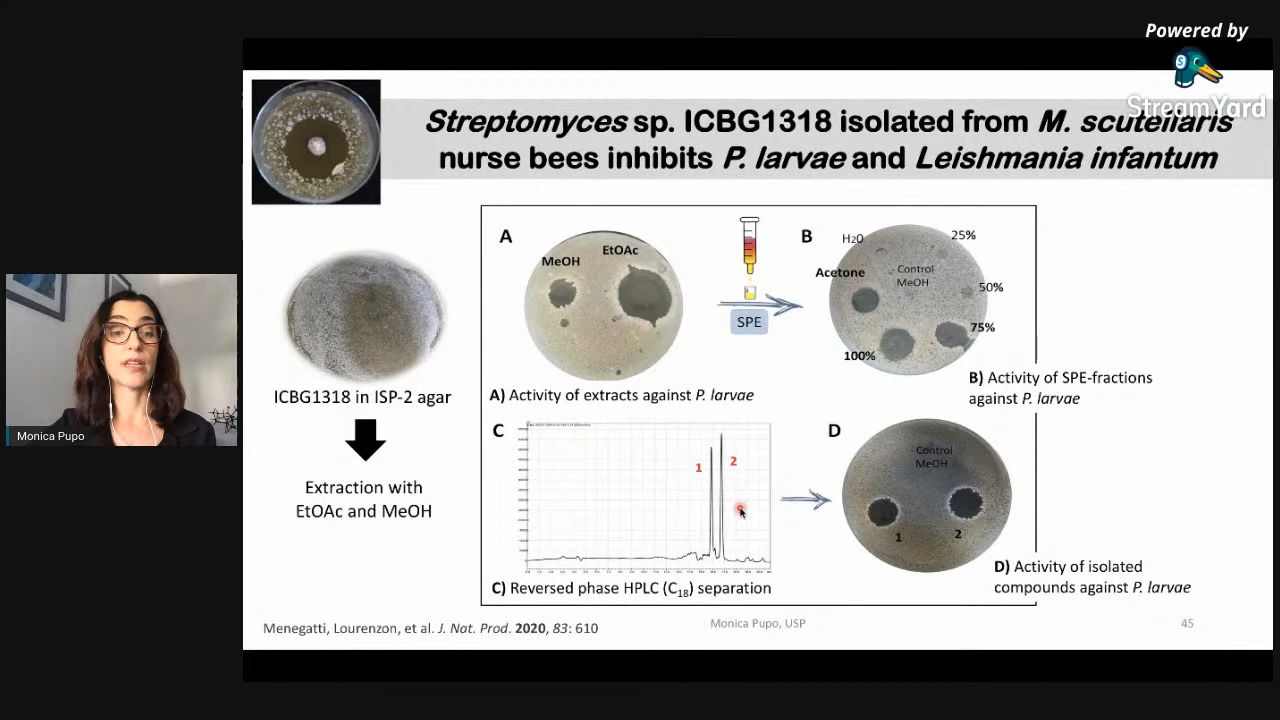 Powered by
StreamYard
Streptomyces sp. ICBG1318 isolated from M. scutellaris
nurse bees inhibits P. larvae and Leishmania infantum
A
MeOH
EtOAc
SPE
B
H₂0
25%
Acetone
Control
MeOH
50%
75%
100%
ICBG1318 in ISP-2 agar
A) Activity of extracts against P. larvae
B) Activity of SPE-fractions
against P. larvae
Monica Pupo
Extraction with
EtOAc and MeOH
C
1
2
D
Control
MeOH
1
2
C) Reversed phase HPLC (C₁₈) separation
D) Activity of isolated
compounds against P. larvae
Menegatti, Lourenzon, et al. J. Nat. Prod. 2020, 83: 610
Monica Pupo, USP
45